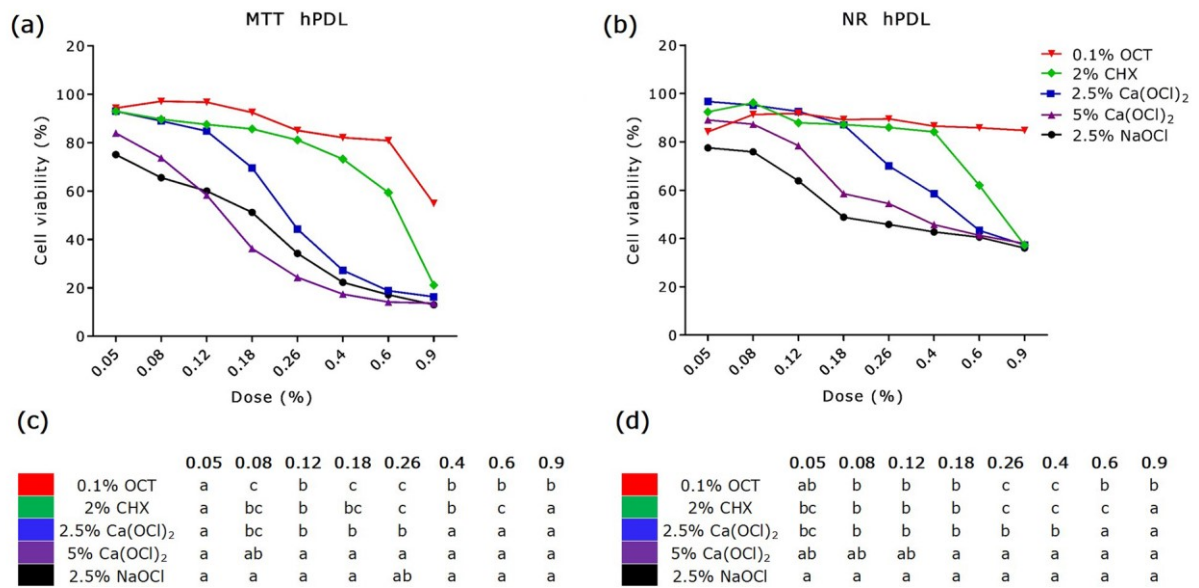 (a)
MTT hPDL
20
100
80
60
40
20
0
Cell viability (%)
0.05 0.08 0.12 0.18 0.26 0.4 0.6 0.9
Dose (%)
(b)
NR hPDL
20
100
80
60
40
20
0
Cell viability (%)
0.05 0.08 0.12 0.18 0.26 0.4 0.6 0.9
Dose (%)
0.1% OCT
2% CHX
2.5% Ca(OCl)₂
5% Ca(OCl)₂
2.5% NaOCl
(c)
0.05 0.08 0.12 0.18 0.26 0.4 0.6 0.9
0.1% OCT a c b c c b b b
2% CHX a bc b bc c b c a
2.5% Ca(OCl)₂ a bc b b b a a a
5% Ca(OCl)₂ a ab a a a a a a
2.5% NaOCl a a a a ab a a a
(d)
0.05 0.08 0.12 0.18 0.26 0.4 0.6 0.9
0.1% OCT ab b b b c c b b
2% CHX bc b b b c c c a
2.5% Ca(OCl)₂ bc b b b b b a a
5% Ca(OCl)₂ ab ab ab a a a a a
2.5% NaOCl a a a a a a a a